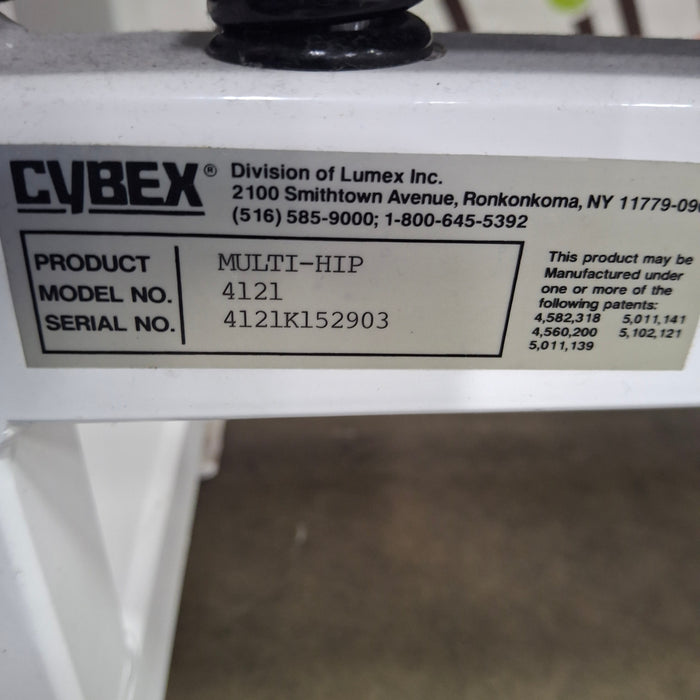 CYBEX® Division of Lumex Inc.
2100 Smithtown Avenue, Ronkonkoma, NY
(516) 585-9000; 1-800-645-5392
PRODUCT MULTI-HIP
MODEL NO. 4121
SERIAL NO. 4121K152903
This product may be
Manufactured under
one or more of the
following patents:
4,582,318 5,011,141
4,560,200 5,102,121
5,011,139